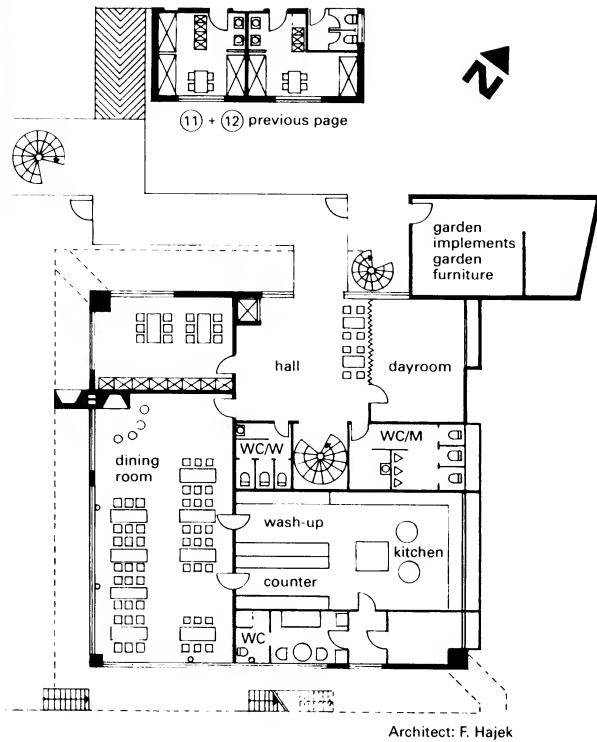 N
11 + 12 previous page
garden
implements
garden
furniture
hall
dayroom
WC/W
WC/M
dining
room
wash-up
kitchen
counter
WC
Architect: F. Hajek